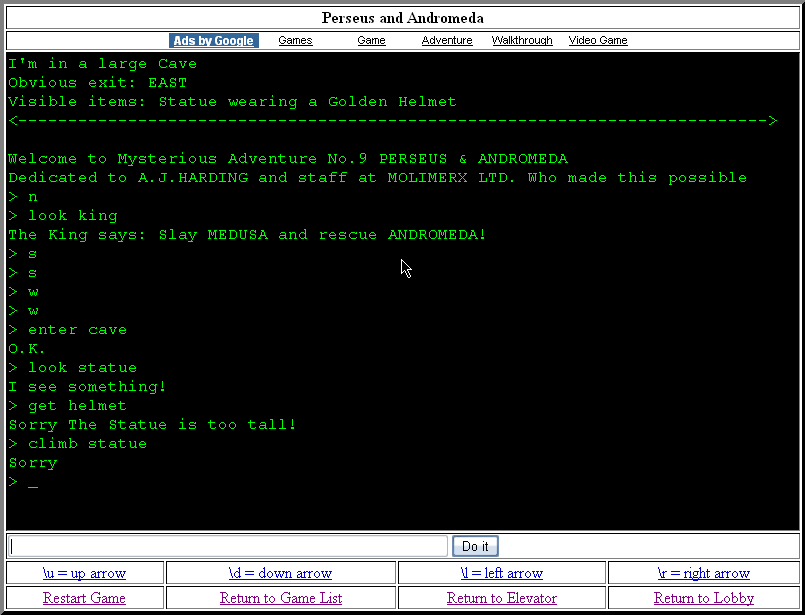 Perseus and Andromeda
Ads by Google Games Game Adventure Walkthrough Video Game
I'm in a large Cave
Obvious exit: EAST
Visible items: Statue wearing a Golden Helmet
<--------------------------------------------------------------------------->
Welcome to Mysterious Adventure No.9 PERSEUS & ANDROMEDA
Dedicated to A.J.HARDING and staff at MOLIMERX LTD. Who made this possible
> n
> look king
The King says: Slay MEDUSA and rescue ANDROMEDA!
> s
> s
> w
> w
> enter cave
O.K.
> look statue
I see something!
> get helmet
Sorry The Statue is too tall!
> climb statue
Sorry
> _
Do it
\u = up arrow \d = down arrow \l = left arrow \r = right arrow
Restart Game Return to Game List Return to Elevator Return to Lobby